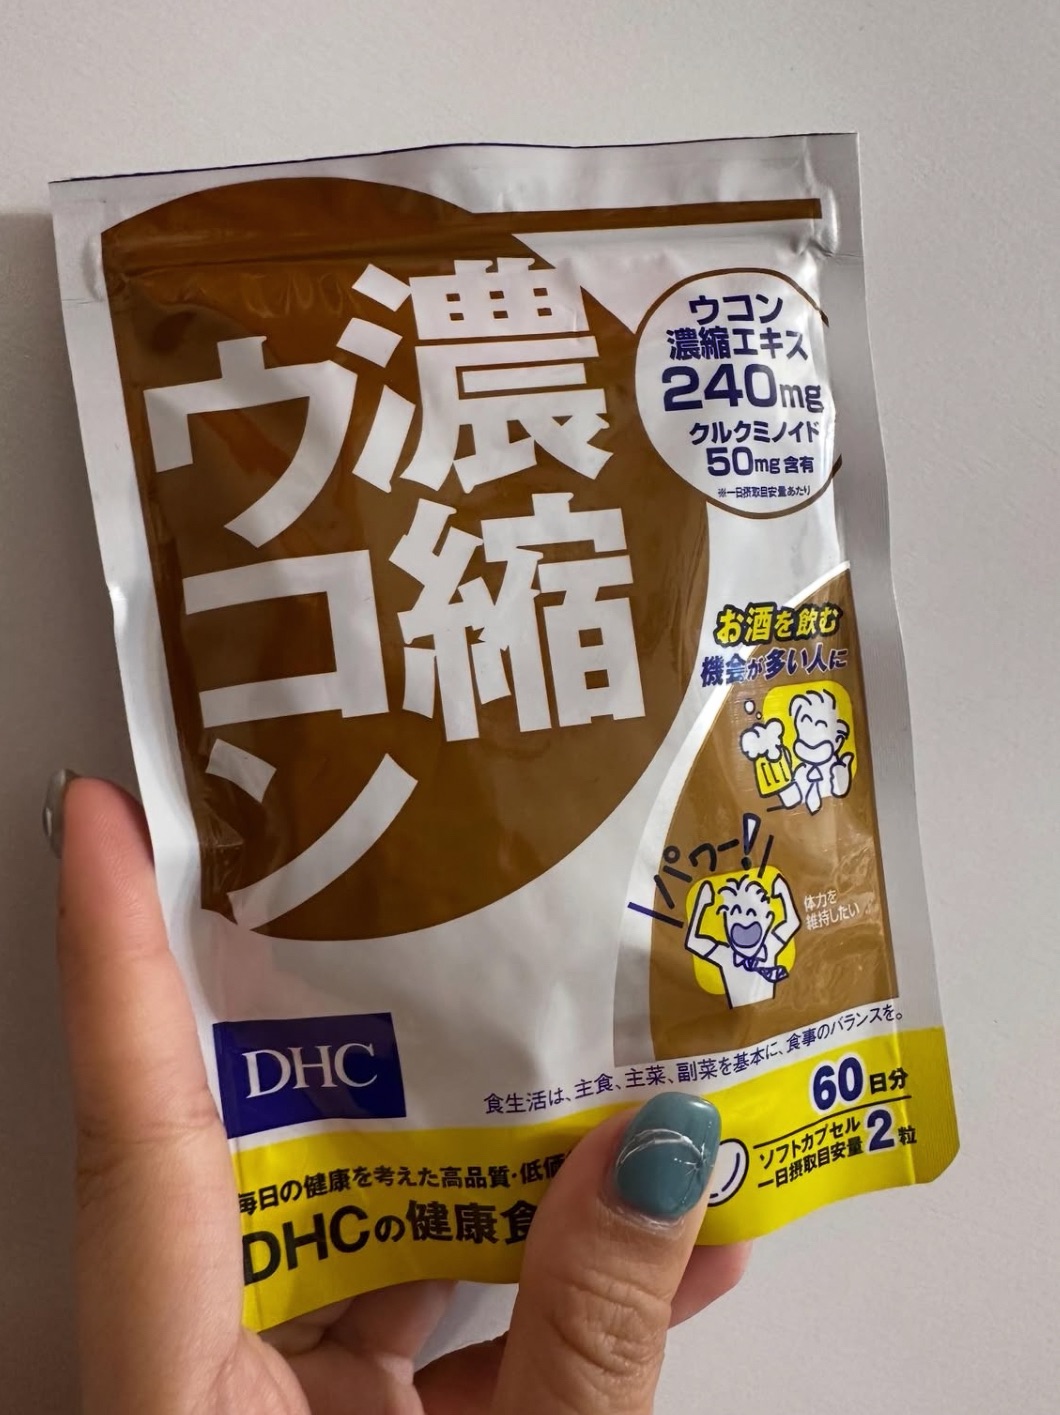 濃縮
ウコン
ウコン
濃縮エキス
240mg
クルクミノイド
50mg含有
※一日摂取目安量あたり
お酒を飲む
機会が多い人に
パワー!
体力を
維持したい
DHC
食生活は、主食、主菜、副菜を基本に、食事のバランスを。
60日分
ソフトカプセル
一日摂取目安量2粒
毎日の健康を考えた高品質・低価
DHCの健康食